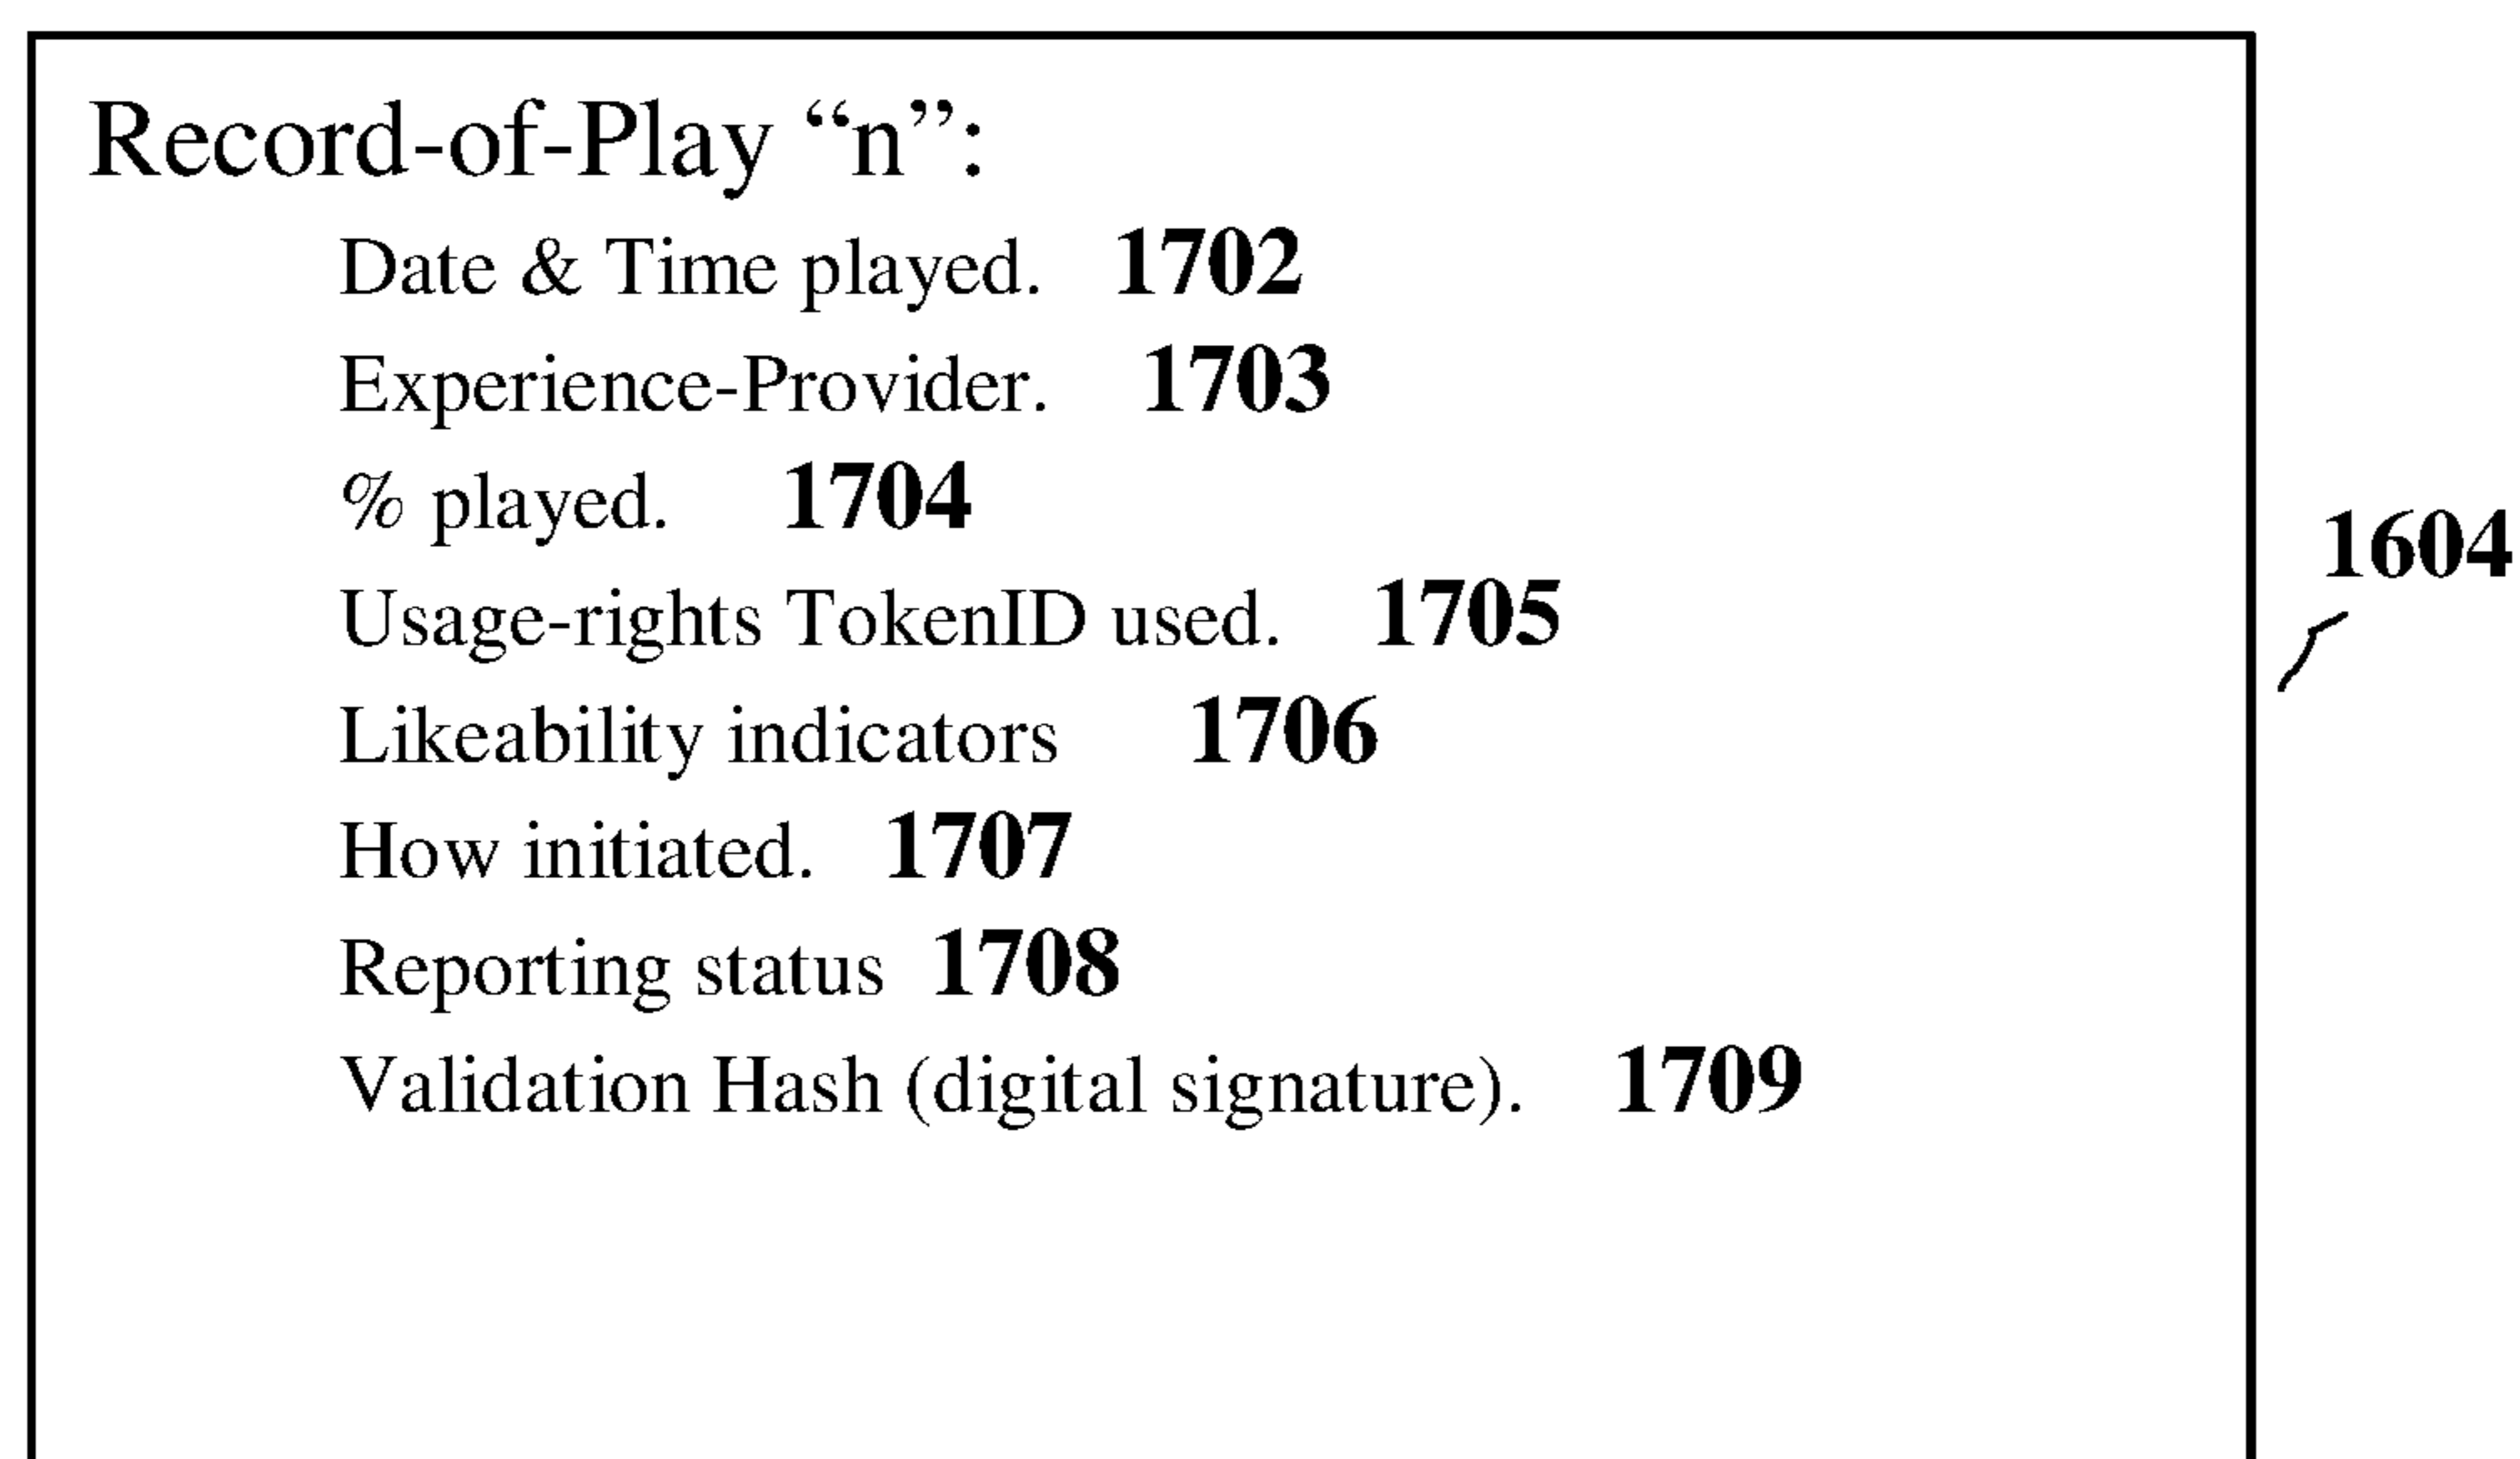 Record-of-Play “n”:
Date & Time played. 1702
Experience-Provider. 1703
% played. 1704
1604
Usage-rights TokenID used. 1705
Likeability indicators 1706
How initiated. 1707
Reporting status 1708
Validation Hash (digital signature). 1709